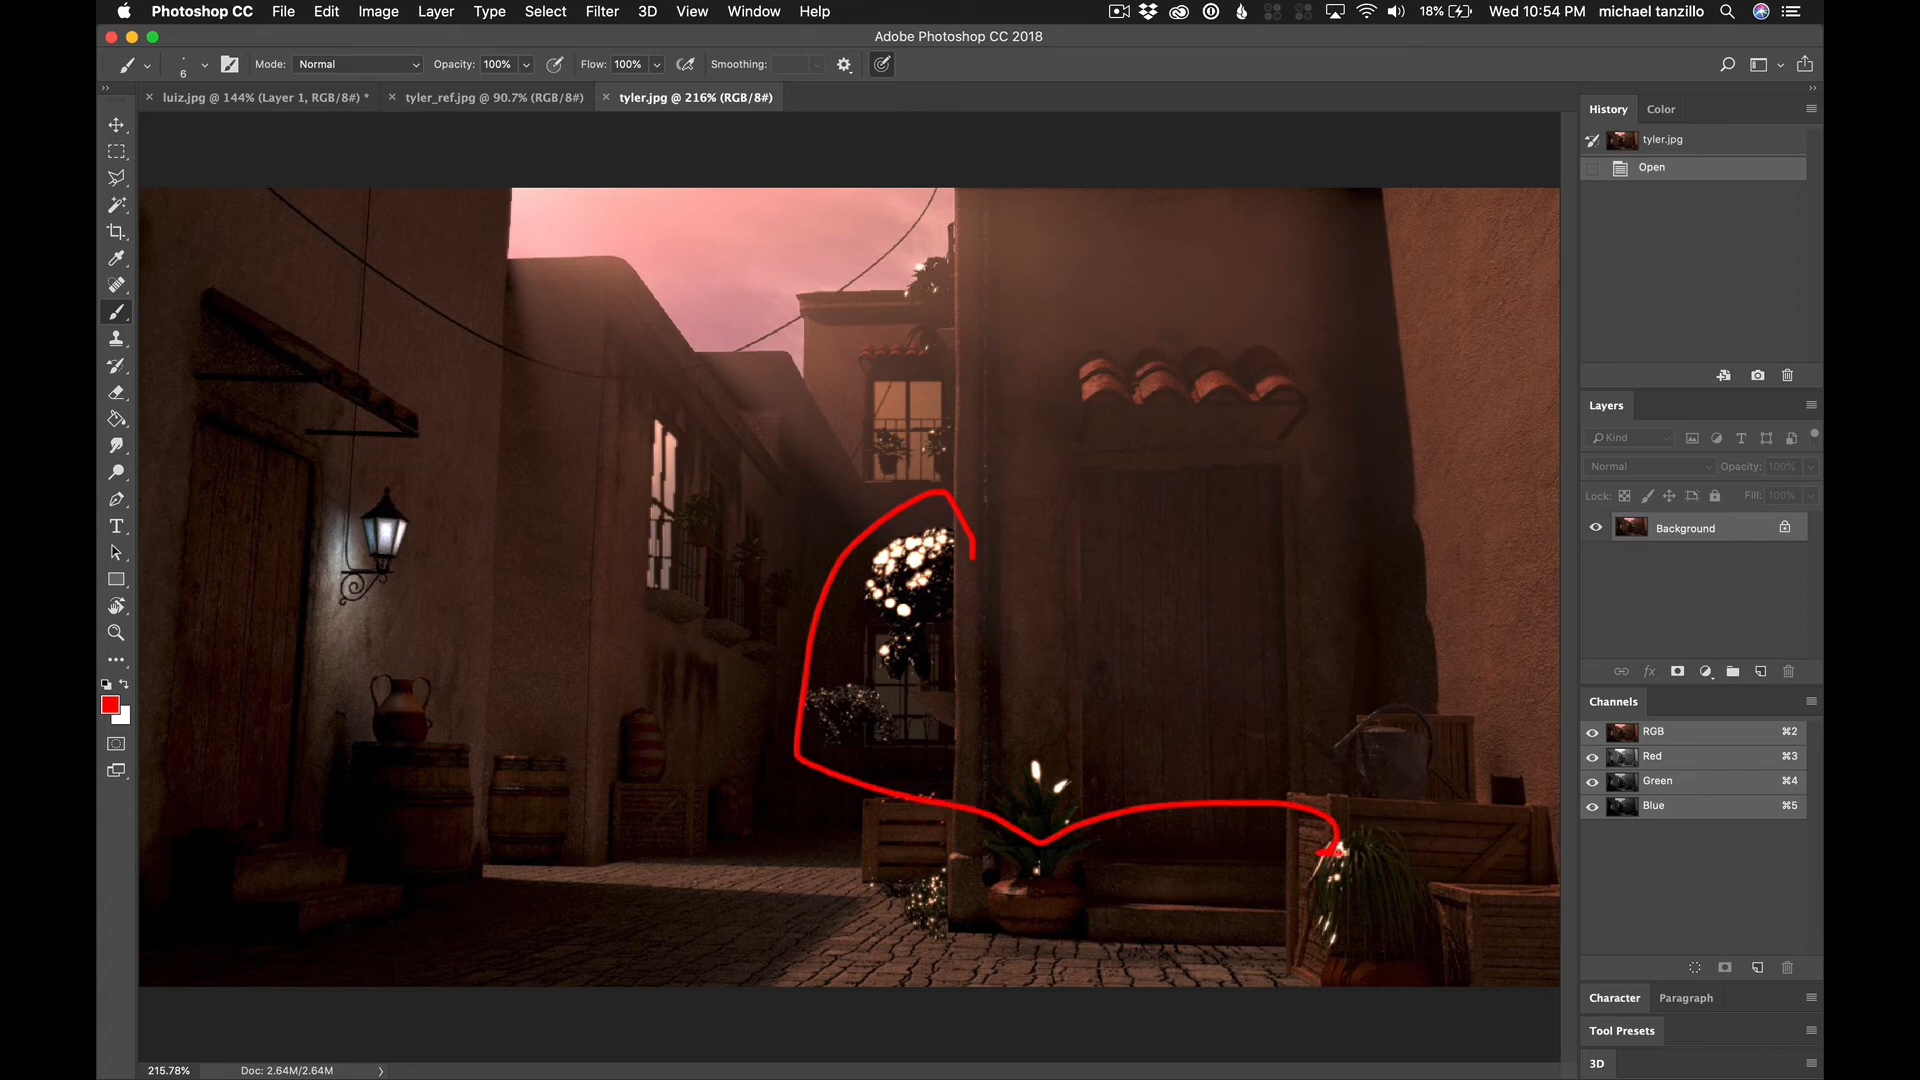 Photoshop CC File Edit Image Layer Type Select Filter 3D View Window Help 18% Wed 10:54 PM michael tanzillo
Adobe Photoshop CC 2018
6 Mode: Normal Opacity: 100% Flow: 100% Smoothing:
luiz.jpg @ 144% (Layer 1, RGB/8#) * tyler_ref.jpg @ 90.7% (RGB/8#) tyler.jpg @ 216% (RGB/8#)
History Color
tyler.jpg
Open
Layers
Kind
Normal Opacity: 100%
Lock: Fill: 100%
Background
fx
Channels
RGB ⌘2
Red ⌘3
Green ⌘4
Blue ⌘5
Character Paragraph
Tool Presets
3D
215.78% Doc: 2.64M/2.64M